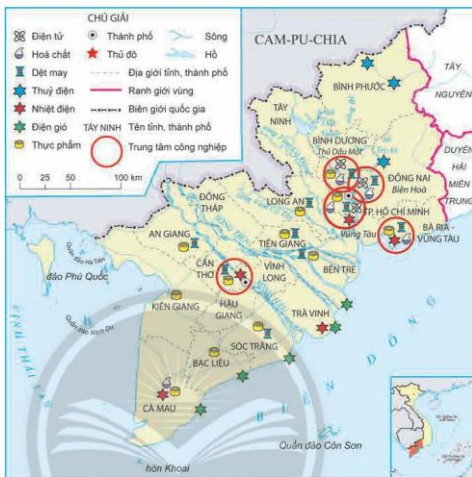 CHÚ GIẢI
Điện tử
Hoá chất
Dệt may
Thuỷ điện
Nhiệt điện
Điện gió
Thực phẩm
Thành phố
Thủ đô
Sông
Hồ
Địa giới tỉnh, thành phố
Ranh giới vùng
Biên giới quốc gia
TÂY NINH
Tên tỉnh, thành phố
Trung tâm công nghiệp
0
50
100 km
CAM-PU-CHIA
TÂY
NGUYÊN
BÌNH PHƯỚC
TÂY
NINH
BÌNH DƯƠNG
Thủ Dầu Một
DUYÊN
HẢI
MIỀN
TRUNG
ĐỒNG NAI
Biên Hoà
TP. HỒ CHÍ MINH
BÀ RỊA -
VŨNG TÀU
Vũng Tàu
LONG AN
ĐỒNG
THÁP
AN GIANG
TIỀN GIANG
BẾN TRE
CẦN
THƠ
VĨNH
LONG
HẬU
GIANG
TRÀ VINH
KIÊN GIANG
SÓC TRĂNG
BẠC LIÊU
CÀ MAU
đảo Phú Quốc
VỊNH THÁI LAN
BIỂN ĐÔNG
Quần đảo Côn Sơn
hòn Khoai